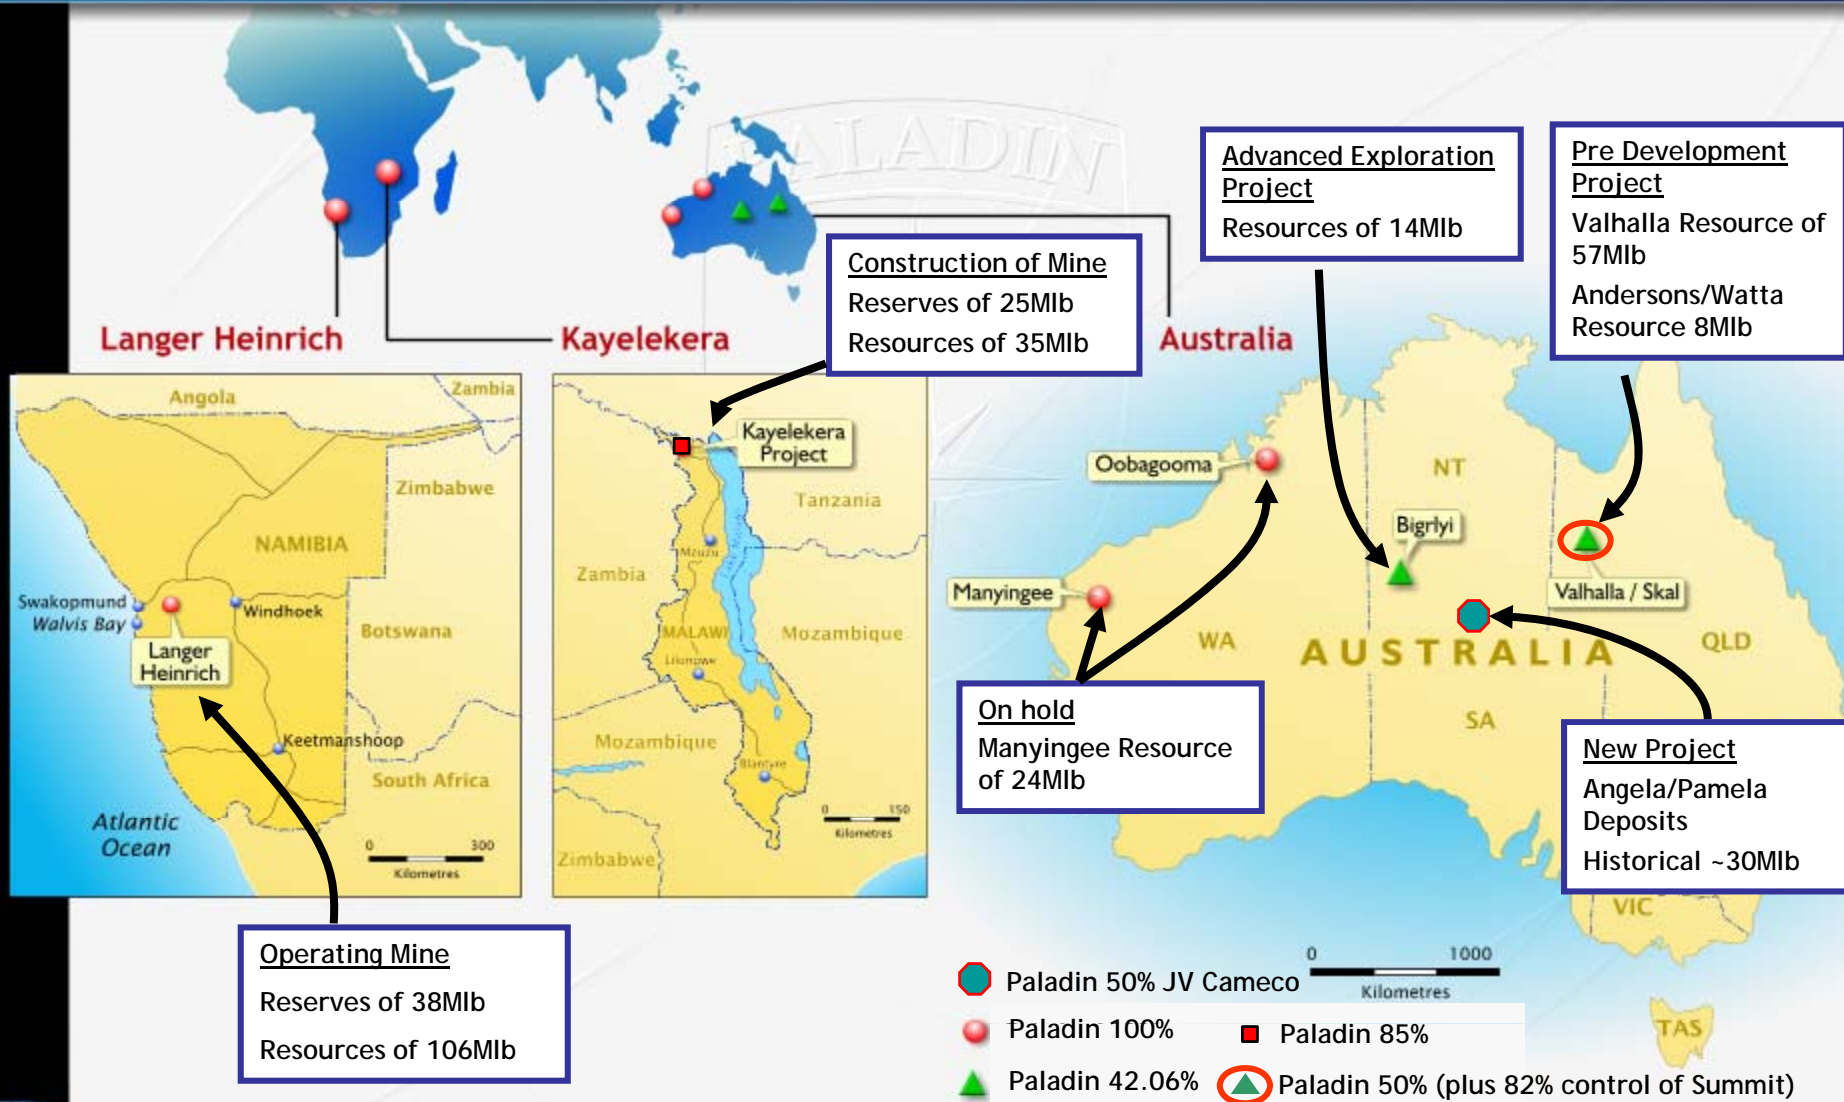 PALADIN
Advanced Exploration
Project
Resources of 14Mlb
Pre Development
Project
Valhalla Resource of
57Mlb
Andersons/Watta
Resource 8Mlb
Construction of Mine
Reserves of 25Mlb
Resources of 35Mlb
Langer Heinrich
Kayelekera
Australia
Angola
Zambia
Zimbabwe
NAMIBIA
Swakopmund
Walvis Bay
Windhoek
Botswana
Langer
Heinrich
Keetmanshoop
South Africa
Atlantic
Ocean
0 300
Kilometres
Kayelekera
Project
Tanzania
Mzuzu
Zambia
MALAWI
Mozambique
Lilongwe
Mozambique
Blantyre
0 150
Kilometres
Zimbabwe
Oobagooma
NT
Bigrlyi
Manyingee
Valhalla / Skal
WA
AUSTRALIA
QLD
SA
On hold
Manyingee Resource
of 24Mlb
New Project
Angela/Pamela
Deposits
Historical ~30Mlb
VIC
TAS
0 1000
Kilometres
Operating Mine
Reserves of 38Mlb
Resources of 106Mlb
Paladin 50% JV Cameco
Paladin 100%
Paladin 85%
Paladin 42.06%
Paladin 50% (plus 82% control of Summit)